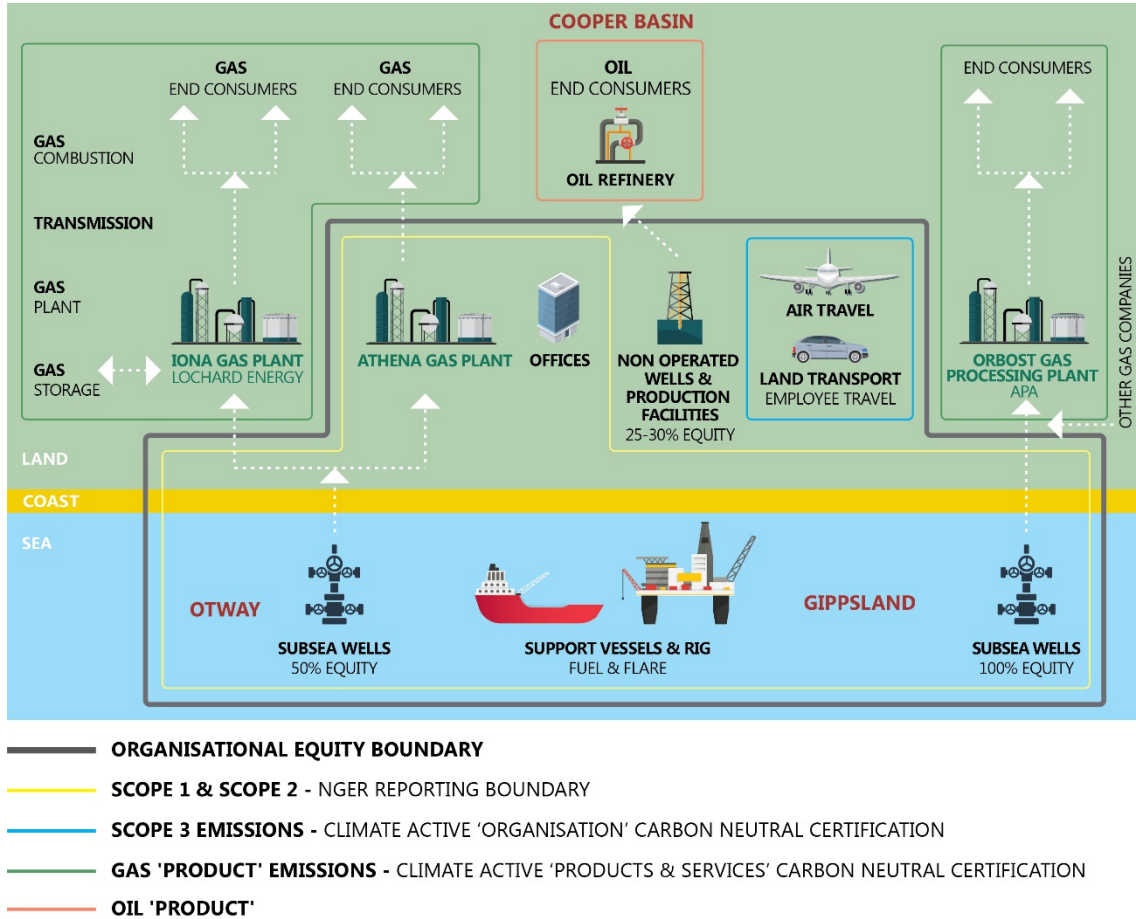 COOPER BASIN
GAS
END CONSUMERS
GAS
END CONSUMERS
OIL
END CONSUMERS
END CONSUMERS
GAS
COMBUSTION
OIL REFINERY
TRANSMISSION
GAS
PLANT
AIR TRAVEL
IONA GAS PLANT
LOCHARD ENERGY
ATHENA GAS PLANT
OFFICES
NON OPERATED
WELLS &
PRODUCTION
FACILITIES
25-30% EQUITY
LAND TRANSPORT
EMPLOYEE TRAVEL
ORBOST GAS
PROCESSING PLANT
APA
OTHER GAS COMPANIES
GAS
STORAGE
LAND
COAST
SEA
OTWAY
GIPPSLAND
SUBSEA WELLS
50% EQUITY
SUPPORT VESSELS & RIG
FUEL & FLARE
SUBSEA WELLS
100% EQUITY
ORGANISATIONAL EQUITY BOUNDARY
SCOPE 1 & SCOPE 2 - NGER REPORTING BOUNDARY
SCOPE 3 EMISSIONS - CLIMATE ACTIVE ‘ORGANISATION’ CARBON NEUTRAL CERTIFICATION
GAS 'PRODUCT' EMISSIONS - CLIMATE ACTIVE ‘PRODUCTS & SERVICES’ CARBON NEUTRAL CERTIFICATION
OIL 'PRODUCT'